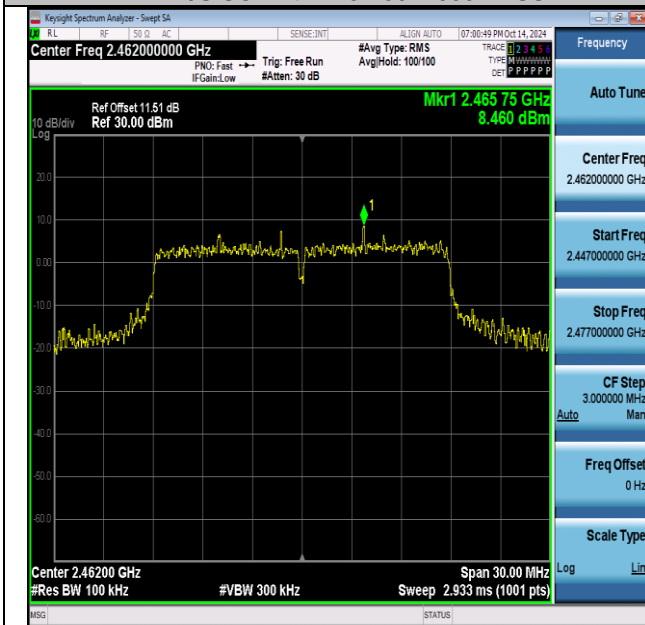 Keysight Spectrum Analyzer - Swept SA
RL RF 50 Ω AC SENSE:INT ALIGN AUTO 07:00:49 PM Oct 14, 2024
Center Freq 2.462000000 GHz
PNO: Fast
IFGain:Low
Trig: Free Run
#Atten: 30 dB
#Avg Type: RMS
Avg|Hold: 100/100
TRACE 1 2 3 4 5 6
TYPE M WWWWW
DET P P P P P P
Frequency
Ref Offset 11.51 dB
Ref 30.00 dBm
10 dB/div
Log
Mkr1 2.465 75 GHz
8.460 dBm
1
20.0
10.0
0.00
-10.0
-20.0
-30.0
-40.0
-50.0
-60.0
Center 2.46200 GHz
Span 30.00 MHz
#Res BW 100 kHz
#VBW 300 kHz
Sweep 2.933 ms (1001 pts)
MSG
STATUS
Auto Tune
Center Freq
2.462000000 GHz
Start Freq
2.447000000 GHz
Stop Freq
2.477000000 GHz
CF Step
3.000000 MHz
Auto Man
Freq Offset
0 Hz
Scale Type
Log Lin